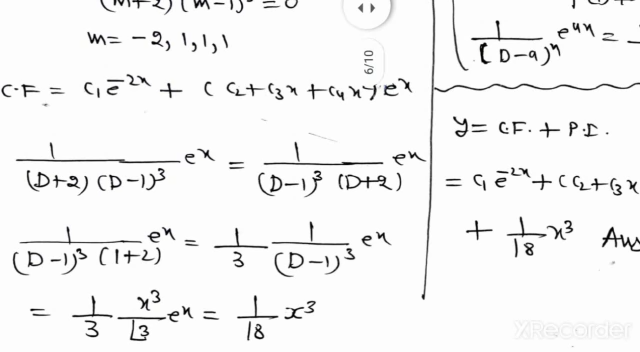 (m+2)(m-1)³ = 0
m = -2, 1, 1, 1
C.F = c₁e⁻²ˣ + (c₂+c₃x+c₄x²)eˣ
1/((D+2)(D-1)³) eˣ = 1/((D-1)³(D+2)) eˣ
1/((D-1)³(1+2)) eˣ = 1/3 1/(D-1)³ eˣ
= 1/3 x³/⌊3 eˣ = 1/18 x³
6/10
1/(D-a)ⁿ eᵃˣ =
y = C.F. + P.I.
= c₁e⁻²ˣ + (c₂+c₃x
+ 1/18 x³ Ans
XRecorder